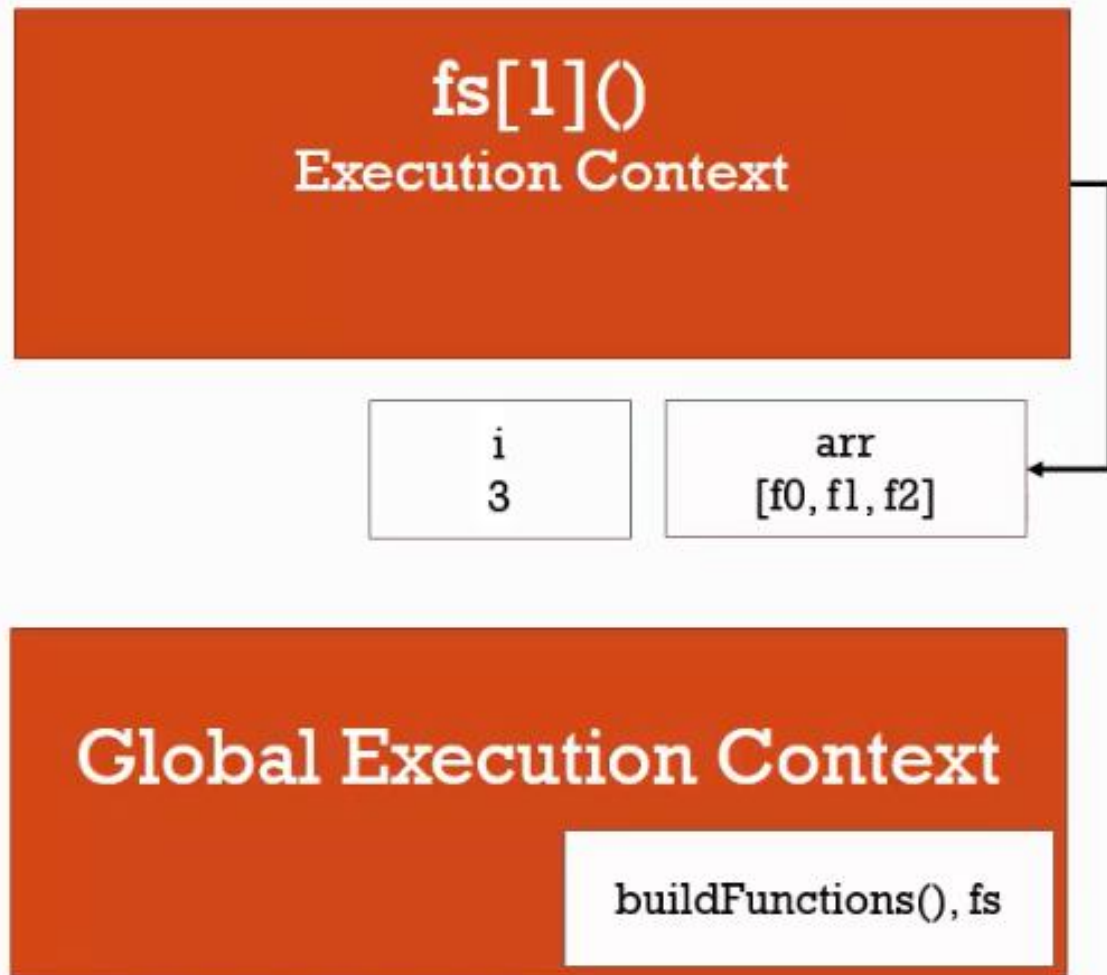 fs[1]()
Execution Context
i
3
arr
[f0, f1, f2]
Global Execution Context
buildFunctions(), fs